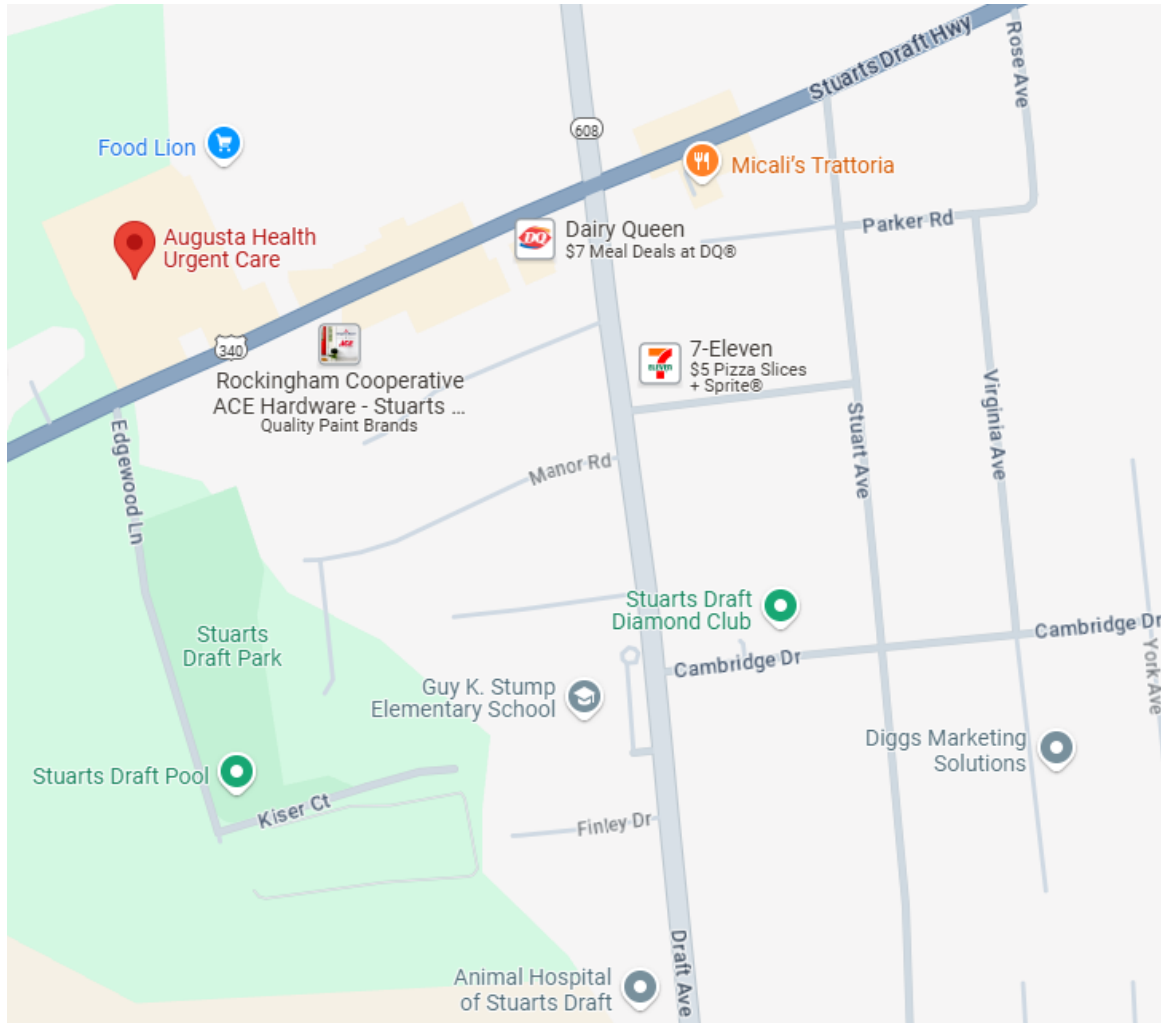 Stuarts Draft Hwy
Rose Ave
608
Food Lion
Micali's Trattoria
Parker Rd
Augusta Health
Urgent Care
DQ
Dairy Queen
$7 Meal Deals at DQ®
340
ACE
Rockingham Cooperative
ACE Hardware - Stuarts ...
Quality Paint Brands
7
ELEVEN
7-Eleven
$5 Pizza Slices
+ Sprite®
Virginia Ave
Stuart Ave
Edgewood Ln
Manor Rd
Stuarts Draft
Diamond Club
Stuarts
Draft Park
Cambridge Dr
Cambridge Dr
York Ave
Guy K. Stump
Elementary School
Diggs Marketing
Solutions
Stuarts Draft Pool
Kiser Ct
Finley Dr
Draft Ave
Animal Hospital
of Stuarts Draft